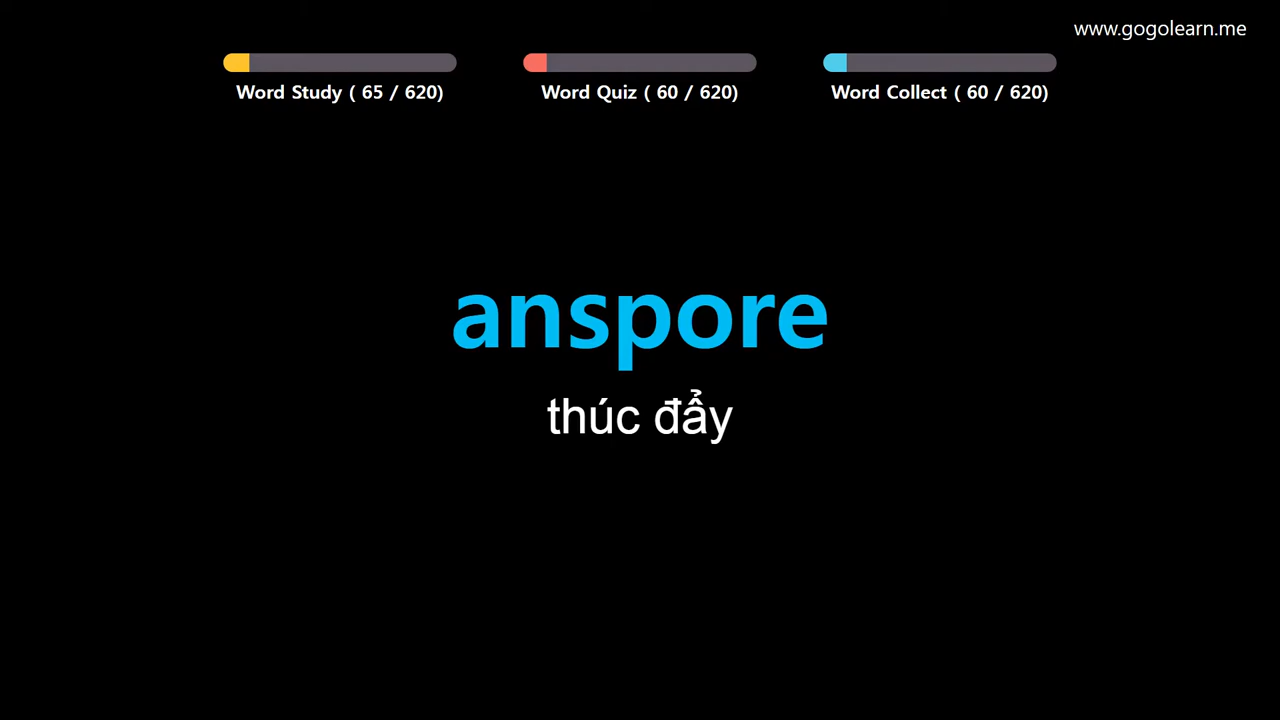 www.gogolearn.me
Word Study ( 65 / 620)
Word Quiz ( 60 / 620)
Word Collect ( 60 / 620)
anspore
thúc đẩy